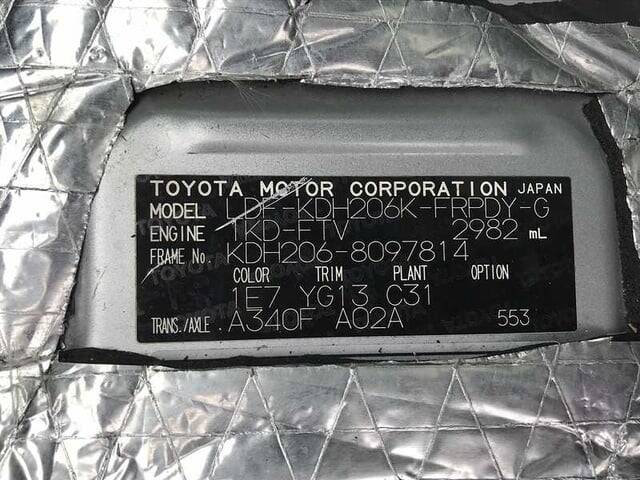 TOYOTA MOTOR CORPORATION JAPAN
MODEL LDF-KDH206K-FRPDY-G
ENGINE 1KD-FTV 2982 mL
FRAME No. KDH206-8097814
COLOR TRIM PLANT OPTION
1E7 YG13 C31
TRANS./AXLE . A340F A02A 553